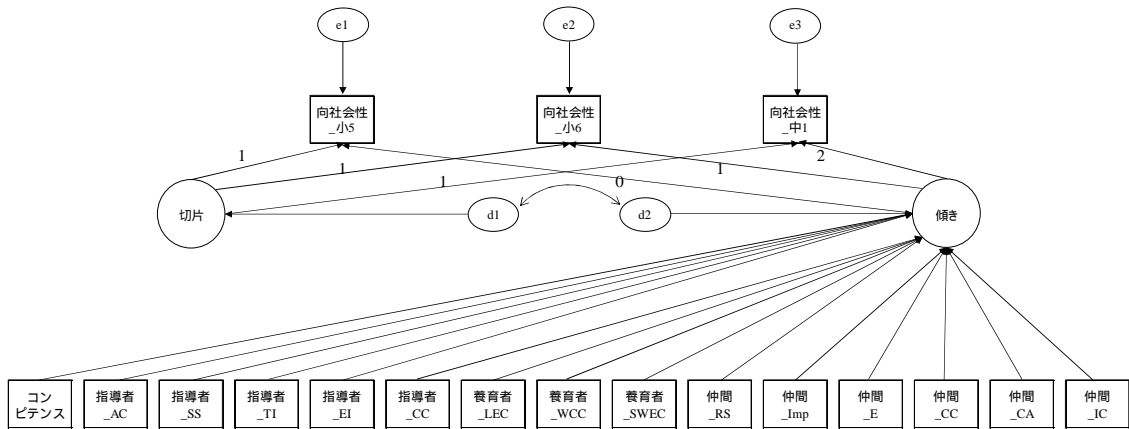 e1
e2
e3
向社会性
_小5
向社会性
_小6
向社会性
_中1
1
1
1
0
1
2
切片
d1
d2
傾き
コン
ピテンス
指導者
_AC
指導者
_SS
指導者
_TI
指導者
_EI
指導者
_CC
養育者
_LEC
養育者
_WCC
養育者
_SWEC
仲間
_RS
仲間
_Imp
仲間
_E
仲間
_CC
仲間
_CA
仲間
_IC